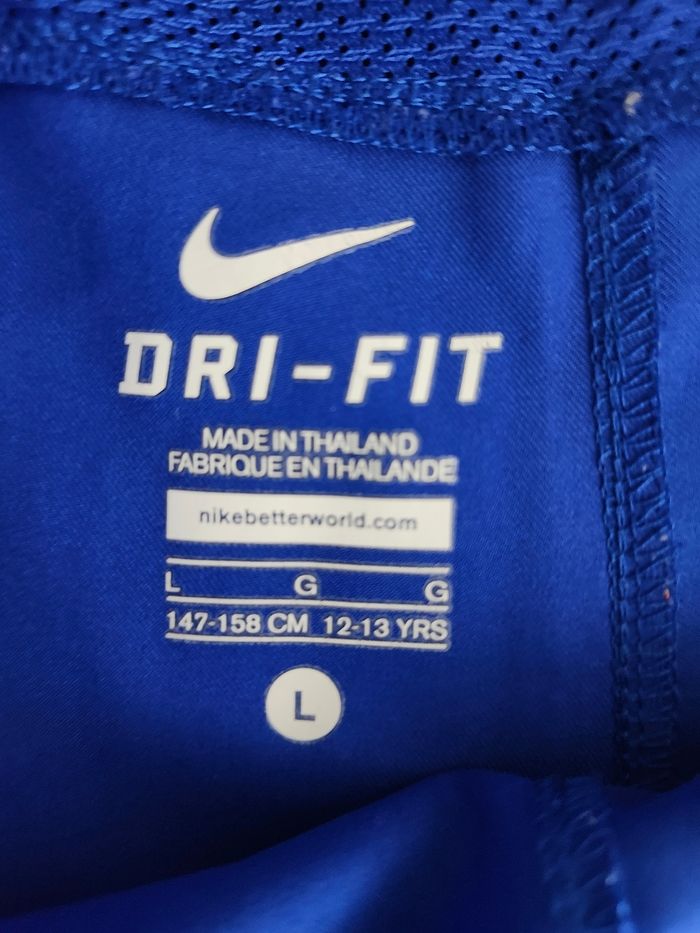 DRI-FIT
MADE IN THAILAND
FABRIQUE EN THAILANDE
nikebetterworld.com
L G G
147-158 CM 12-13 YRS
L